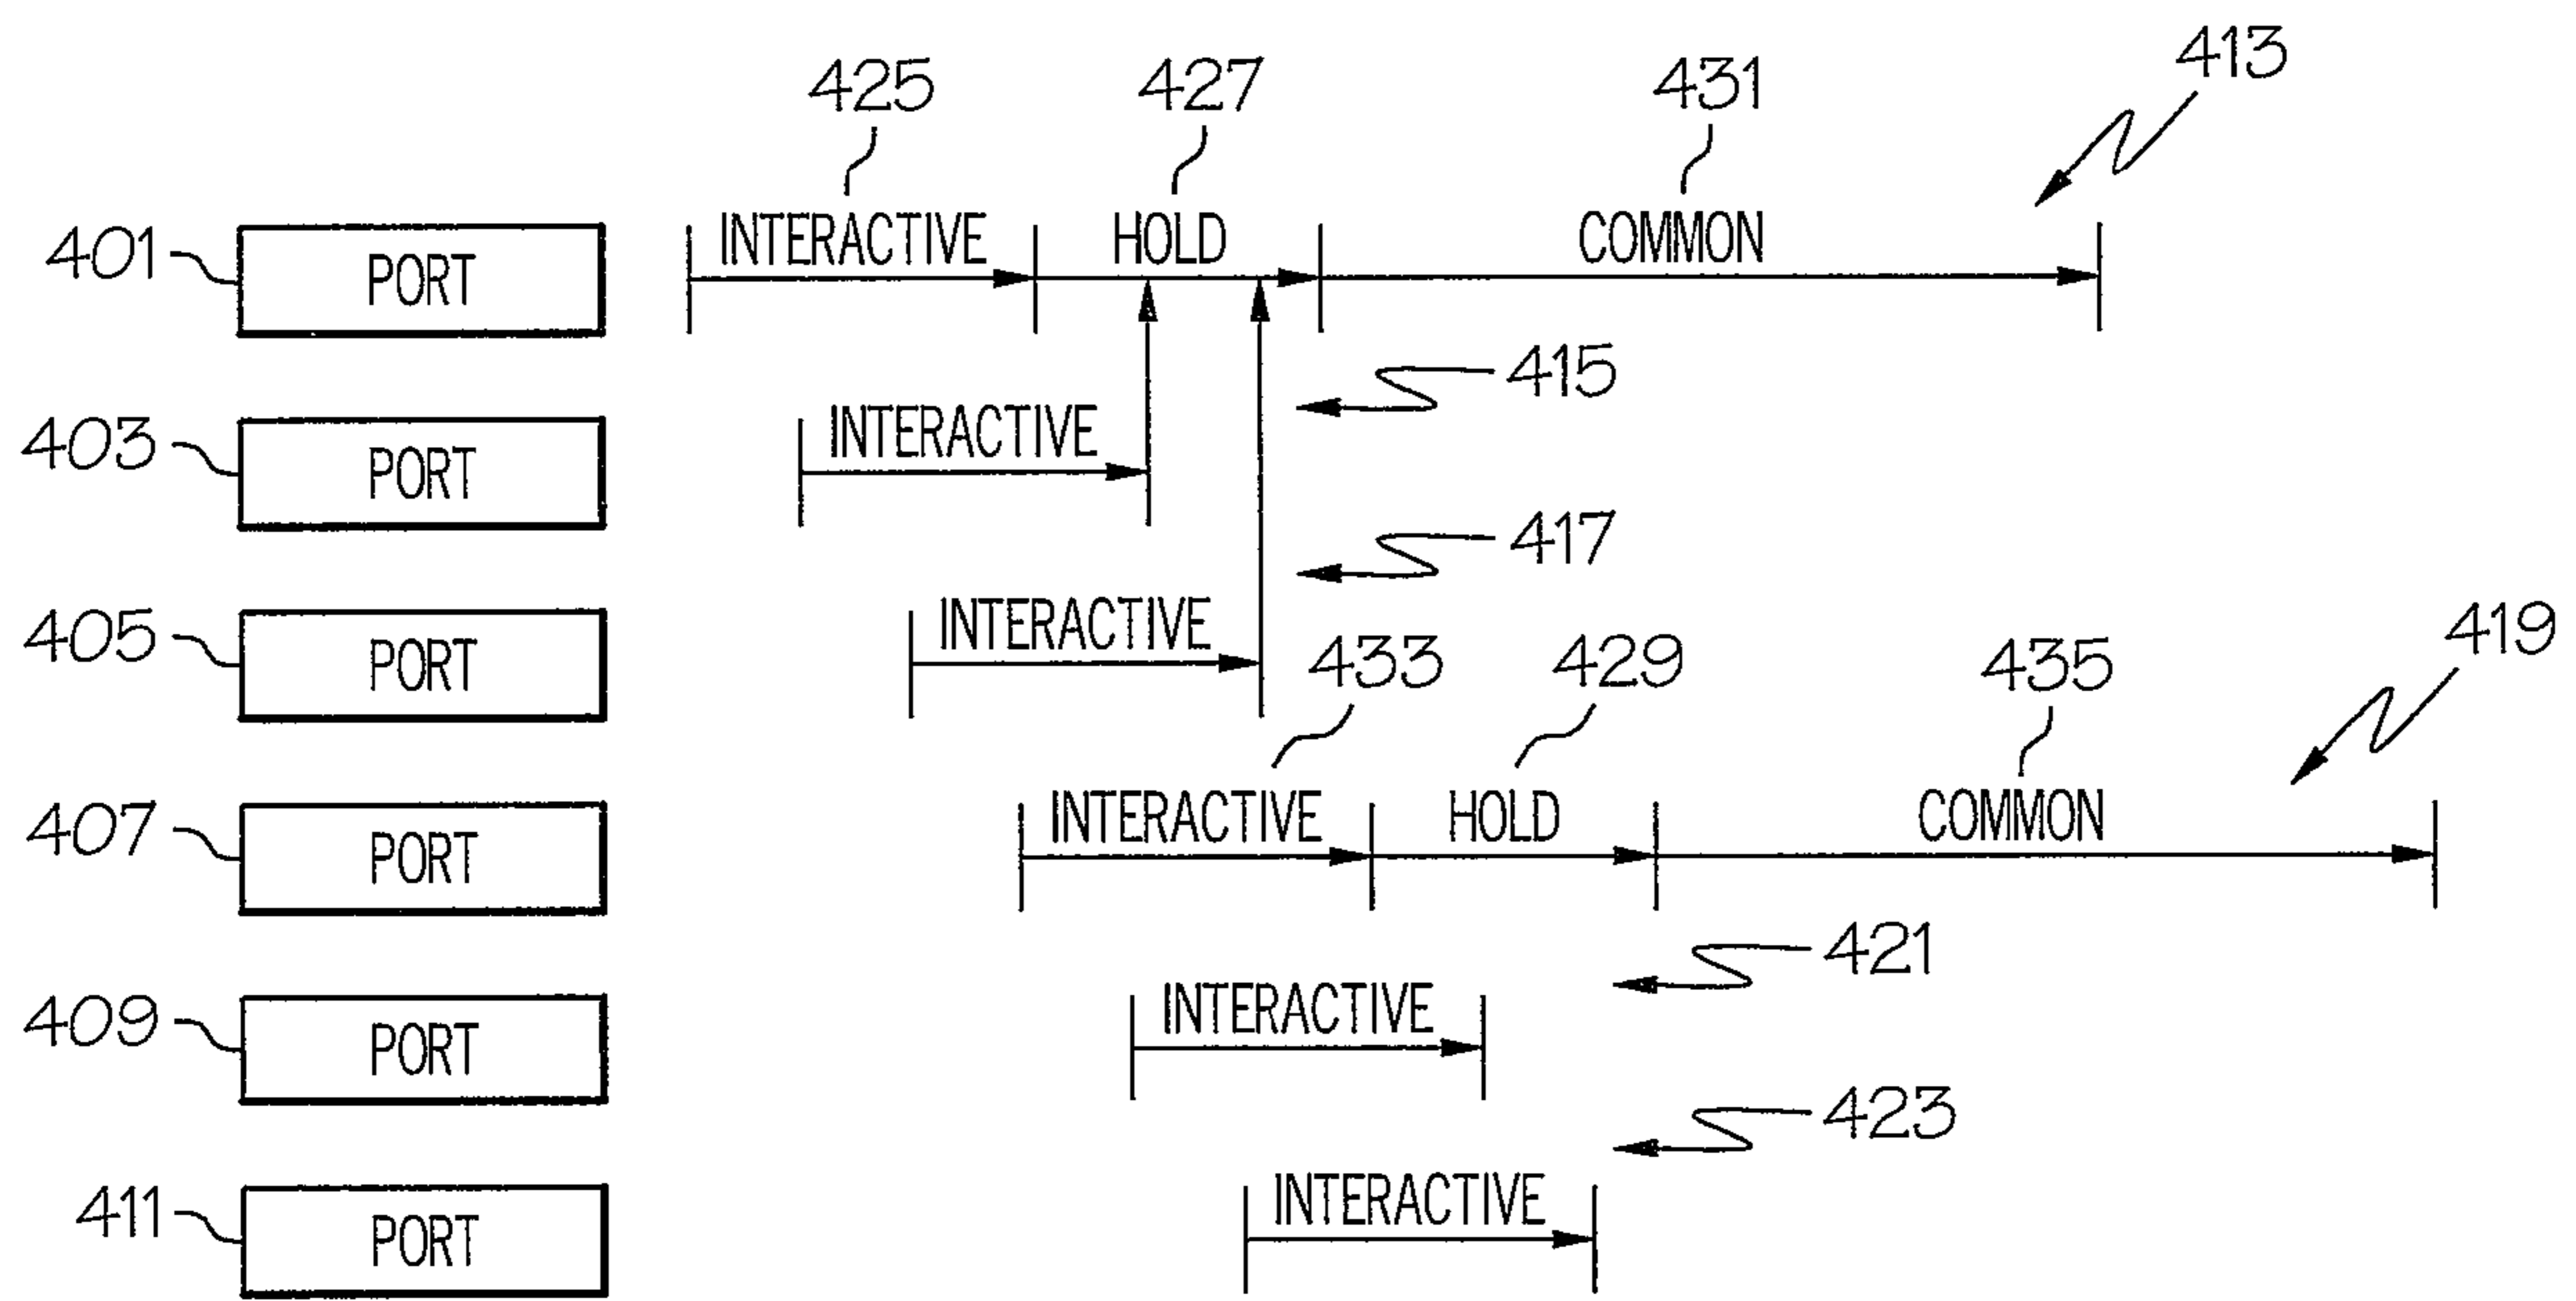 413
425 427 431
INTERACTIVE HOLD COMMON
401 PORT
415
403 PORT INTERACTIVE
417
405 PORT INTERACTIVE
433 429 435 419
407 PORT INTERACTIVE HOLD COMMON
421
409 PORT INTERACTIVE
423
411 PORT INTERACTIVE